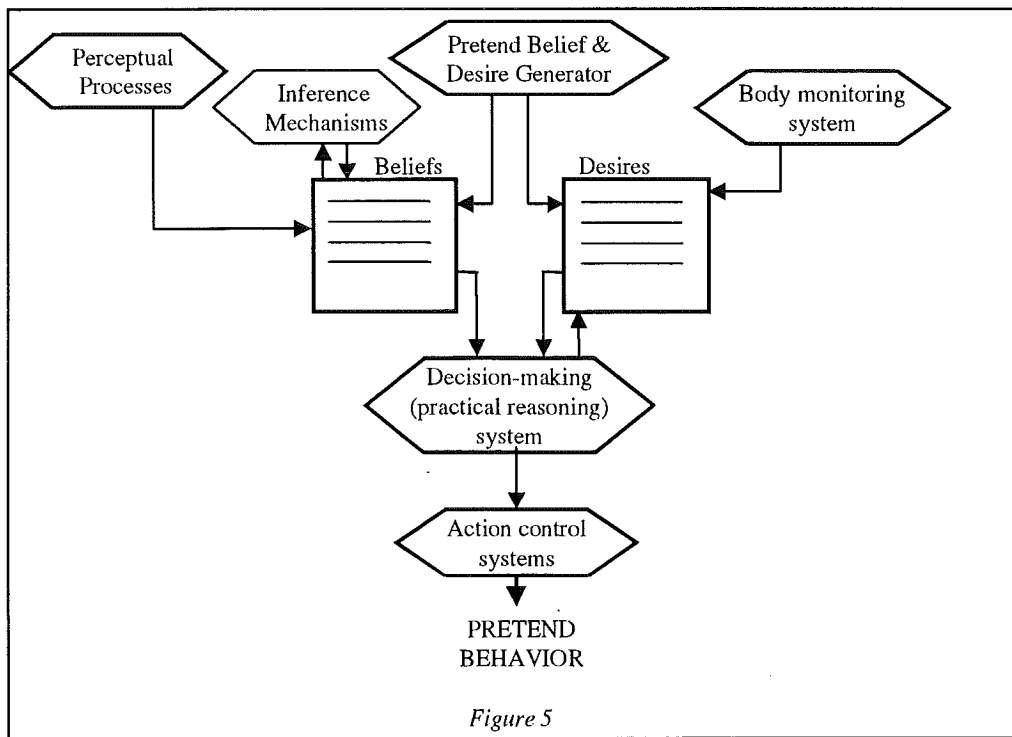 Perceptual
Processes
Inference
Mechanisms
Pretend Belief &
Desire Generator
Body monitoring
system
Beliefs
Desires
Decision-making
(practical reasoning)
system
Action control
systems
PRETEND
BEHAVIOR
Figure 5